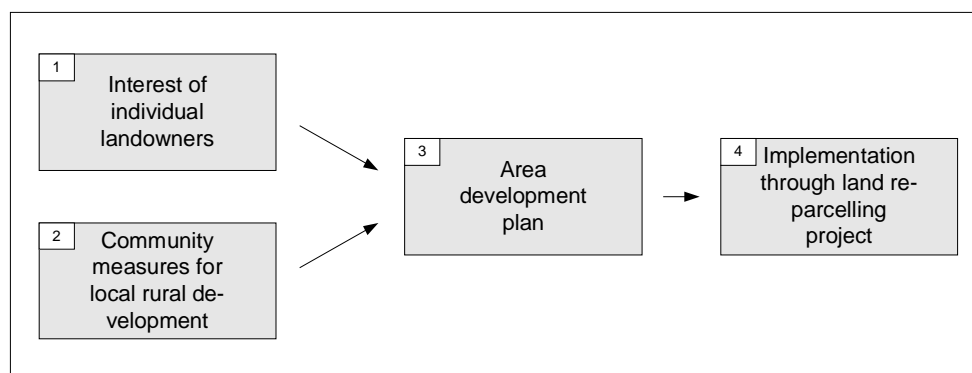 1
Interest of
individual
landowners
2
Community
measures for
local rural de-
velopment
3
Area
development
plan
4
Implementation
through land re-
parcelling
project